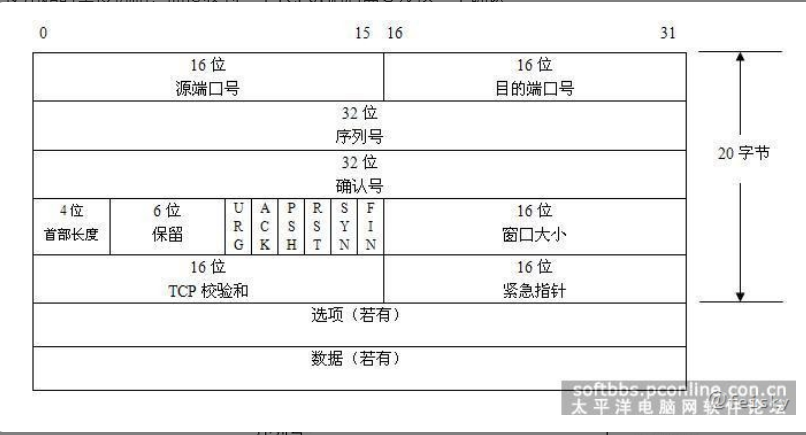 0 15 16 31
16 位 16 位
源端口号 目的端口号
32 位
序列号
32 位
确认号
20 字节
4 位 6 位 URG ACK PSH RST SYN FIN 16 位
首部长度 保留 窗口大小
16 位 16 位
TCP 校验和 紧急指针
选项（若有）
数据（若有）
softbbs.pconline.com.cn
太平洋电脑网软件论坛
@feisky